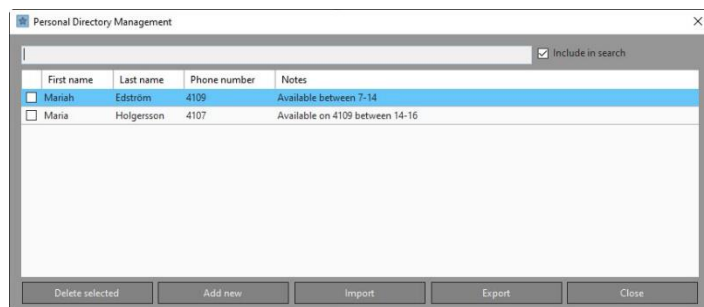 Personal Directory Management
Include in search
First name Last name Phone number Notes
Mariah Edström 4109 Available between 7-14
Maria Holgersson 4107 Available on 4109 between 14-16
Delete selected Add new Import Export Close